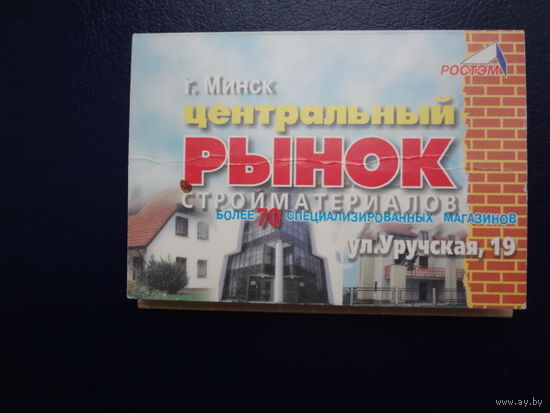 РОСТЭМ
г. Минск
центральный
РЫНОК
СТРОЙМАТЕРИАЛОВ
БОЛЕЕ 70 СПЕЦИАЛИЗИРОВАННЫХ МАГАЗИНОВ
ул.Уручская, 19
www.ay.by